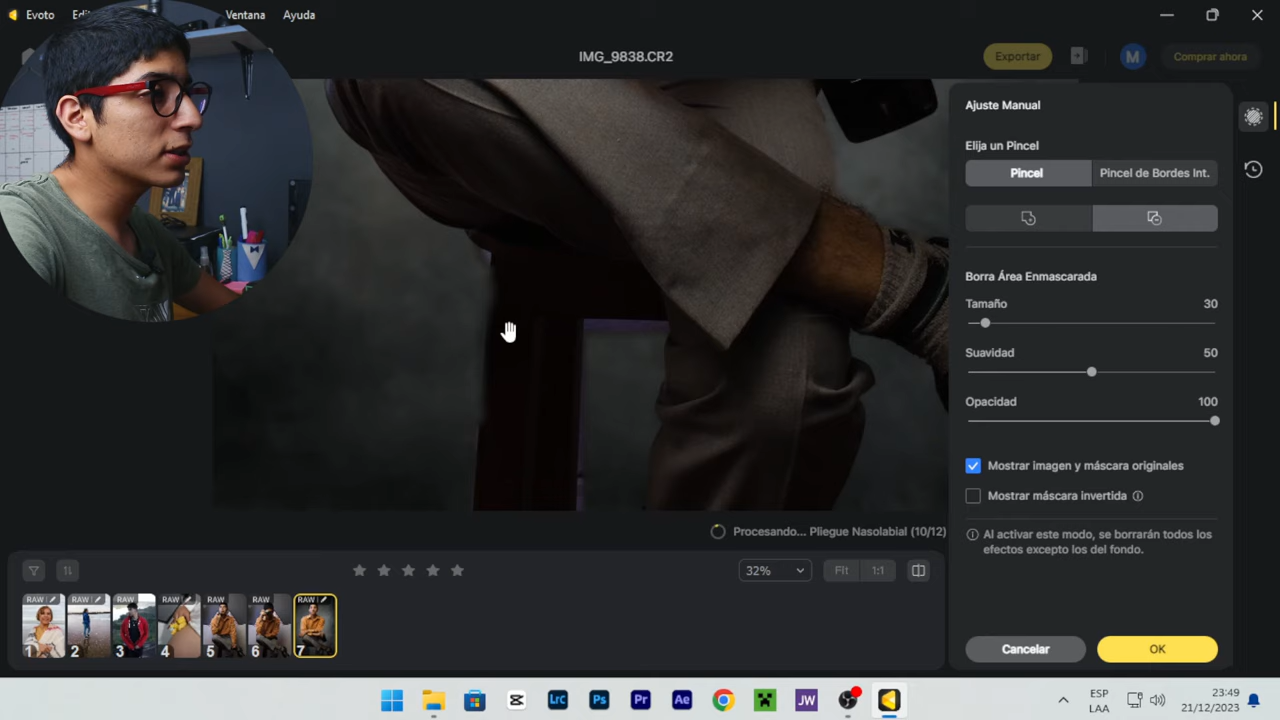 Evoto
Ventana
Ayuda
IMG_9838.CR2
Exportar
M
Comprar ahora
Ajuste Manual
Elija un Pincel
Pincel
Pincel de Bordes Int.
Borra Área Enmascarada
Tamaño 30
Suavidad 50
Opacidad 100
Mostrar imagen y máscara originales
Mostrar máscara invertida
Al activar este modo, se borrarán todos los
efectos excepto los del fondo.
Procesando... Pliegue Nasolabial (10/12)
32%
Fit
1:1
RAW
RAW
RAW
RAW
RAW
RAW
RAW
1
2
3
4
5
6
7
Cancelar
OK
Lrc
Ps
Pr
Ae
JW
ESP
LAA
23:49
21/12/2023